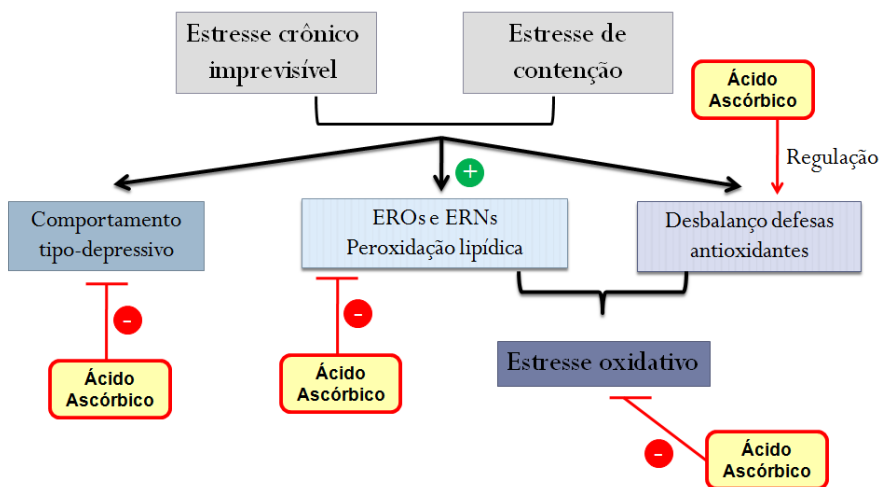 Estresse crônico
imprevisível
Estresse de
contenção
Ácido
Ascórbico
Regulação
+
Comportamento
tipo-depressivo
EROs e ERNs
Peroxidação lipídica
Desbalanço defesas
antioxidantes
-
-
Ácido
Ascórbico
Ácido
Ascórbico
Estresse oxidativo
-
Ácido
Ascórbico